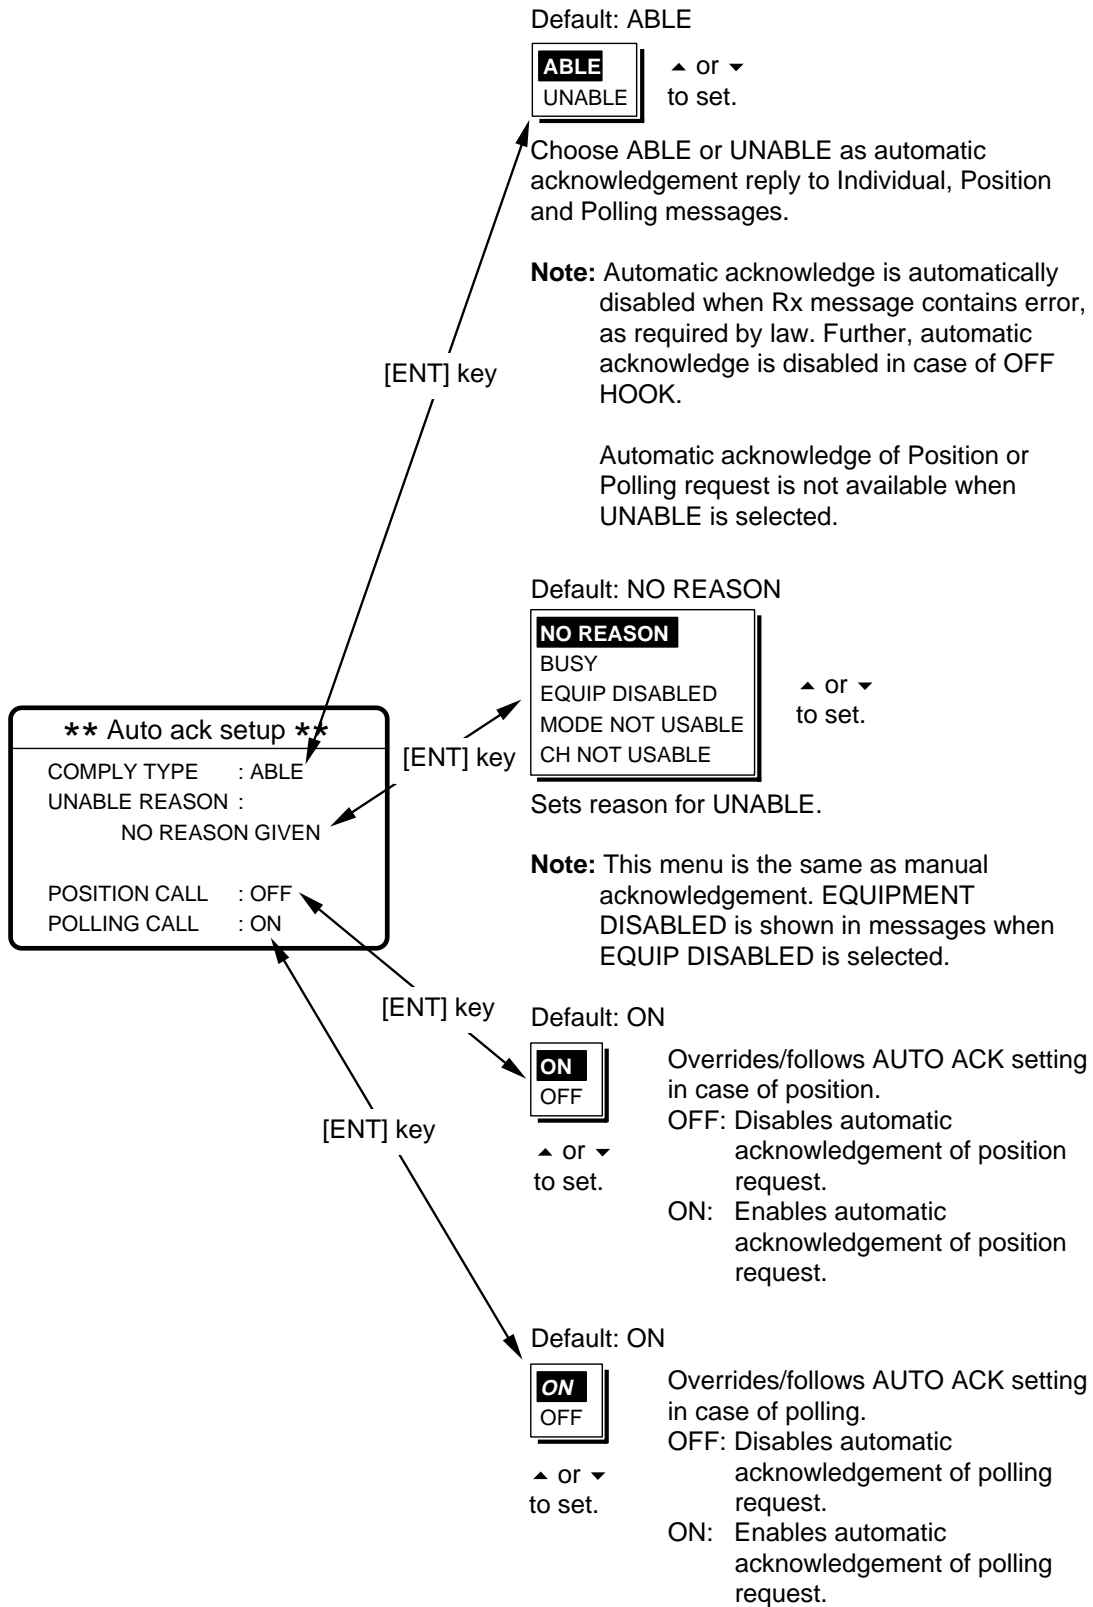 Default: ABLE
ABLE
UNABLE
▲ or ▼
to set.
Choose ABLE or UNABLE as automatic
acknowledgement reply to Individual, Position
and Polling messages.
Note: Automatic acknowledge is automatically
disabled when Rx message contains error,
as required by law. Further, automatic
acknowledge is disabled in case of OFF
HOOK.
Automatic acknowledge of Position or
Polling request is not available when
UNABLE is selected.
[ENT] key
Default: NO REASON
NO REASON
BUSY
EQUIP DISABLED
MODE NOT USABLE
CH NOT USABLE
▲ or ▼
to set.
[ENT] key
Sets reason for UNABLE.
Note: This menu is the same as manual
acknowledgement. EQUIPMENT
DISABLED is shown in messages when
EQUIP DISABLED is selected.
** Auto ack setup **
COMPLY TYPE : ABLE
UNABLE REASON :
NO REASON GIVEN
POSITION CALL : OFF
POLLING CALL : ON
[ENT] key
Default: ON
ON
OFF
▲ or ▼
to set.
Overrides/follows AUTO ACK setting
in case of position.
OFF: Disables automatic
acknowledgement of position
request.
ON: Enables automatic
acknowledgement of position
request.
[ENT] key
Default: ON
ON
OFF
▲ or ▼
to set.
Overrides/follows AUTO ACK setting
in case of polling.
OFF: Disables automatic
acknowledgement of polling
request.
ON: Enables automatic
acknowledgement of polling
request.